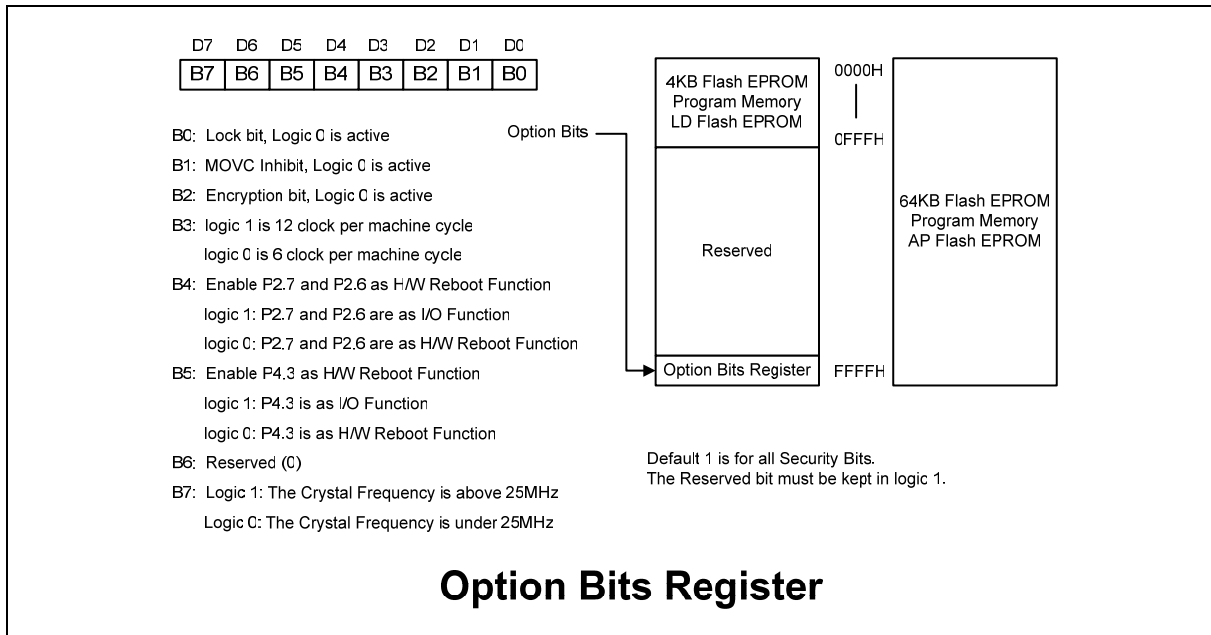 D7 D6 D5 D4 D3 D2 D1 D0
B7 B6 B5 B4 B3 B2 B1 B0
B0: Lock bit, Logic 0 is active
B1: MOVC Inhibit, Logic 0 is active
B2: Encryption bit, Logic 0 is active
B3: logic 1 is 12 clock per machine cycle
logic 0 is 6 clock per machine cycle
B4: Enable P2.7 and P2.6 as H/W Reboot Function
logic 1: P2.7 and P2.6 are as I/O Function
logic 0: P2.7 and P2.6 are as H/W Reboot Function
B5: Enable P4.3 as H/W Reboot Function
logic 1: P4.3 is as I/O Function
logic 0: P4.3 is as H/W Reboot Function
B6: Reserved (0)
B7: Logic 1: The Crystal Frequency is above 25MHz
Logic 0: The Crystal Frequency is under 25MHz
Option Bits
4KB Flash EPROM
Program Memory
LD Flash EPROM
Reserved
Option Bits Register
0000H
0FFFH
FFFFH
64KB Flash EPROM
Program Memory
AP Flash EPROM
Default 1 is for all Security Bits.
The Reserved bit must be kept in logic 1.
Option Bits Register